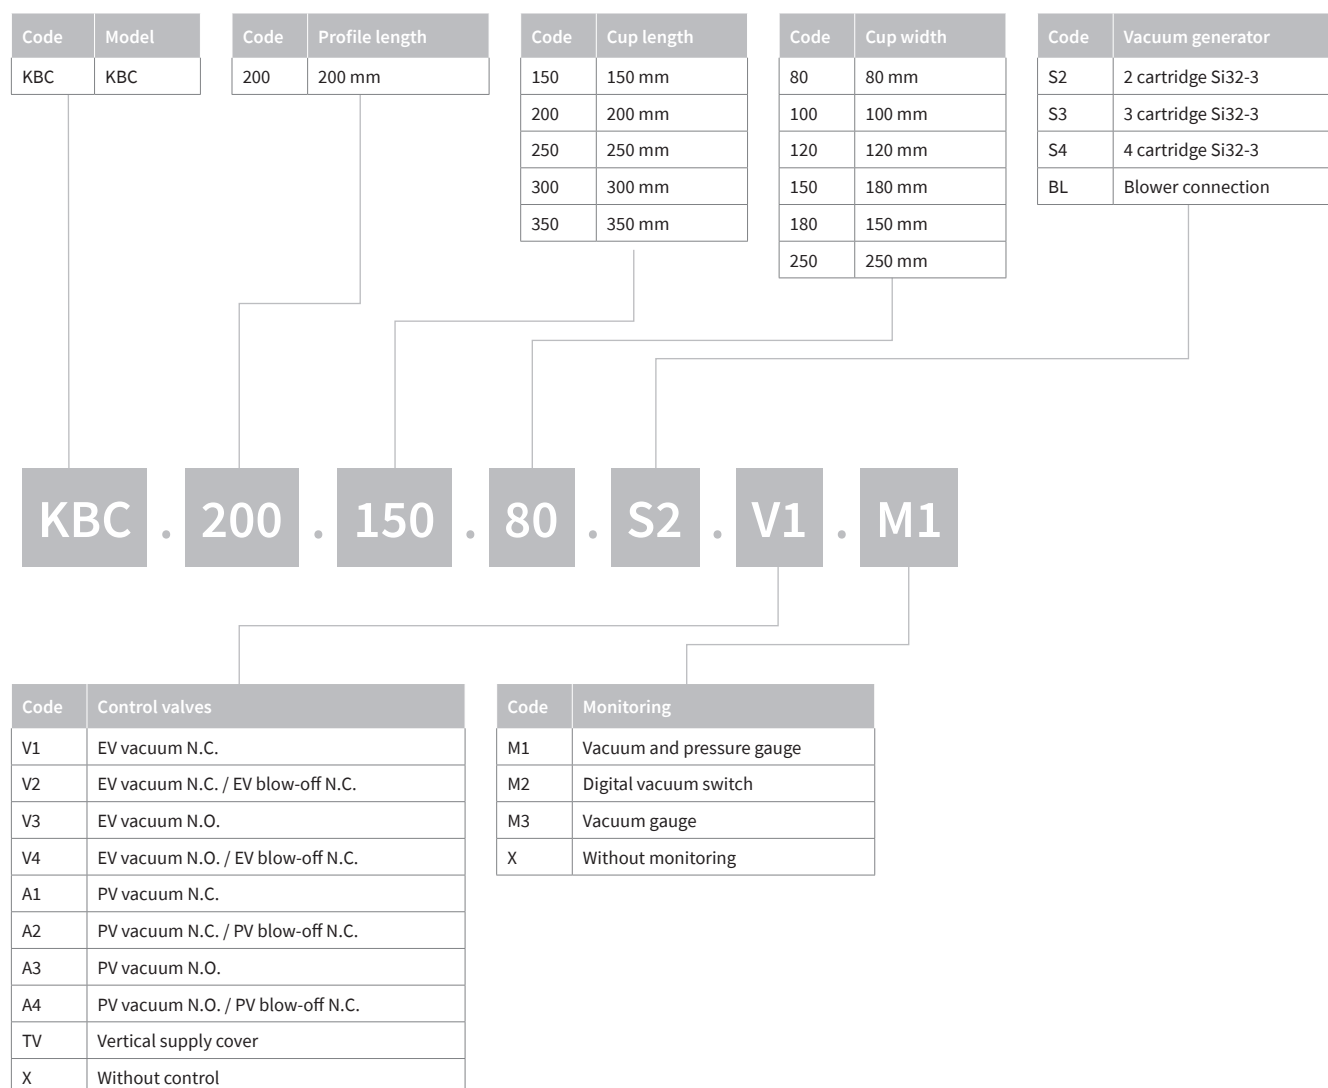 Code Model
KBC KBC
Code Profile length
200 200 mm
Code Cup length
150 150 mm
200 200 mm
250 250 mm
300 300 mm
350 350 mm
Code Cup width
80 80 mm
100 100 mm
120 120 mm
150 180 mm
180 150 mm
250 250 mm
Code Vacuum generator
S2 2 cartridge Si32-3
S3 3 cartridge Si32-3
S4 4 cartridge Si32-3
BL Blower connection
KBC . 200 . 150 . 80 . S2 . V1 . M1
Code Control valves
V1 EV vacuum N.C.
V2 EV vacuum N.C. / EV blow-off N.C.
V3 EV vacuum N.O.
V4 EV vacuum N.O. / EV blow-off N.C.
A1 PV vacuum N.C.
A2 PV vacuum N.C. / PV blow-off N.C.
A3 PV vacuum N.O.
A4 PV vacuum N.O. / PV blow-off N.C.
TV Vertical supply cover
X Without control
Code Monitoring
M1 Vacuum and pressure gauge
M2 Digital vacuum switch
M3 Vacuum gauge
X Without monitoring